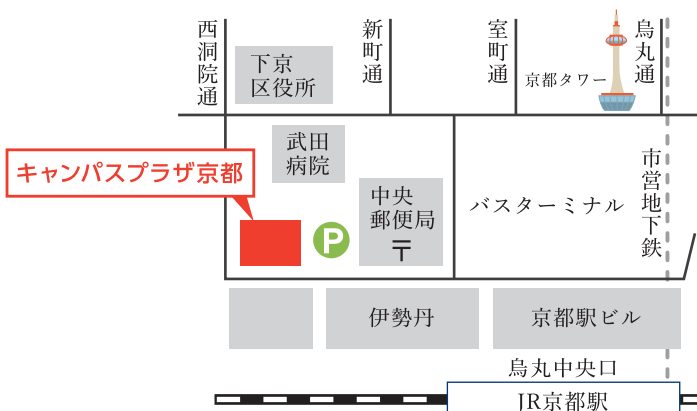 西洞院通
新町通
室町通
烏丸通
下京
区役所
京都タワー
武田
病院
キャンパスプラザ京都
中央
郵便局
〒
P
バスターミナル
市営地下鉄
伊勢丹
京都駅ビル
烏丸中央口
JR京都駅